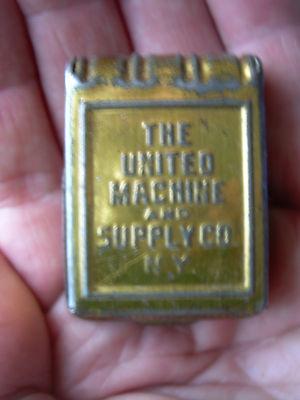 THE
UNITED
MACHINE
AND
SUPPLY CO
N.Y.